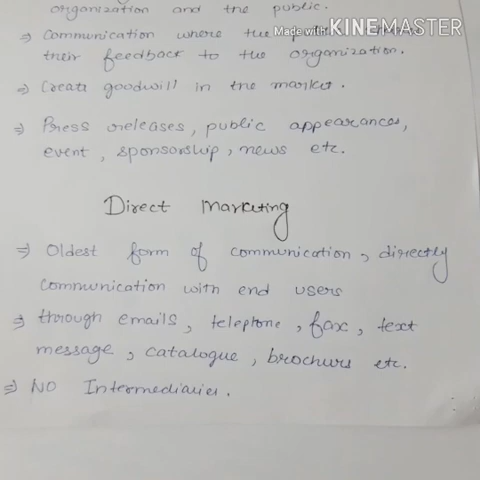 organization and the public.
Made with KINEMASTER
⇒ Communication where the
their feedback to the organization.
⇒ Create goodwill in the market.
⇒ Press releases, public appearances,
event, sponsorship, news etc.
Direct Marketing
⇒ Oldest form of communication, directly
communication with end users
⇒ through emails, telephone, fax, text
message, catalogue, brochurs etc.
⇒ NO Intermediaries.